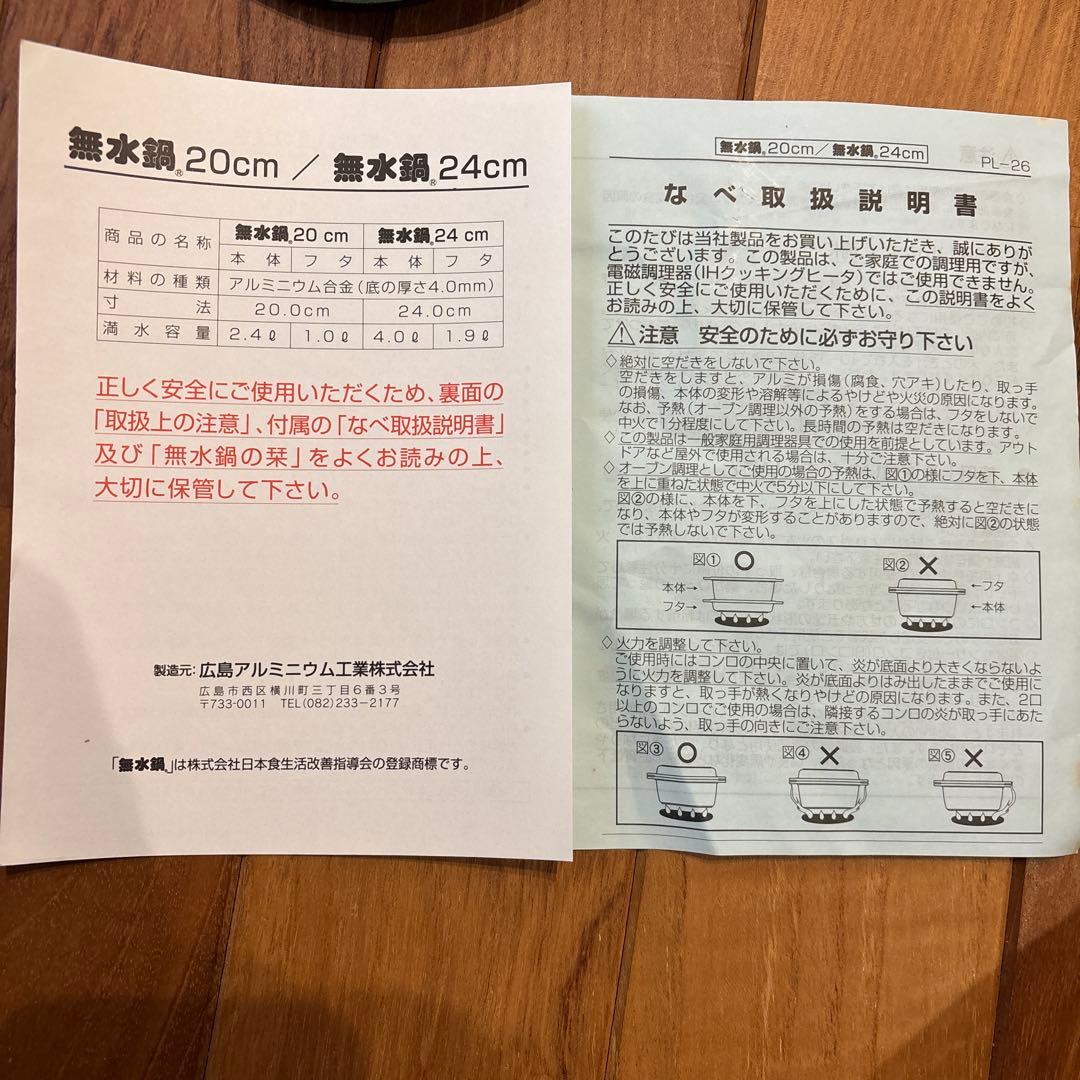 無水鍋®20cm / 無水鍋®24cm
商品の名称 無水鍋®20 cm 無水鍋®24 cm
本体 フタ 本体 フタ
材料の種類 アルミニウム合金(底の厚さ4.0mm)
寸法 20.0cm 24.0cm
満水容量 2.4ℓ 1.0ℓ 4.0ℓ 1.9ℓ
正しく安全にご使用いただくため、裏面の
「取扱上の注意」、付属の「なべ取扱説明書」
及び「無水鍋の栞」をよくお読みの上、
大切に保管して下さい。
製造元:広島アルミニウム工業株式会社
広島市西区横川町三丁目6番3号
〒733-0011 TEL(082)233-2177
「無水鍋®」は株式会社日本食生活改善指導会の登録商標です。
無水鍋®20cm/無水鍋®24cm
PL-26
なべ取扱説明書
このたびは当社製品をお買い上げいただき、誠にありが
とうございます。この製品は、ご家庭での調理用ですが、
電磁調理器(IHクッキングヒータ)ではご使用できません。
正しく安全にご使用いただくために、この説明書をよく
お読みの上、大切に保管して下さい。
⚠注意 安全のために必ずお守り下さい
◇絶対に空だきをしないで下さい。
空だきをしますと、アルミが損傷(腐食、穴アキ)したり、取っ手
の損傷、本体の変形や溶解等によるやけどや火災の原因になります。
なお、予熱(オーブン調理以外の予熱)をする場合は、フタをしないで
中火で1分程度にして下さい。長時間の予熱は空だきになります。
◇この製品は一般家庭用調理器具での使用を前提としています。アウト
ドアなど屋外で使用される場合は、十分ご注意下さい。
◇オーブン調理としてご使用の場合の予熱は、図①の様にフタを下、本体
を上に重ねた状態で中火で5分以下にして下さい。
図②の様に、本体を下、フタを上にした状態で予熱すると空だきに
なり、本体やフタが変形することがありますので、絶対に図②の状態
では予熱しないで下さい。
図① ○ 図② ×
本体→ ←フタ
フタ→ ←本体
◇火力を調整して下さい。
ご使用時にはコンロの中央に置いて、炎が底面より大きくならないよ
うに火力を調整して下さい。炎が底面よりはみ出したままでご使用に
なりますと、取っ手が熱くなりやけどの原因になります。また、2口
以上のコンロでご使用の場合は、隣接するコンロの炎が取っ手にあた
らないよう、取っ手の向きにご注意下さい。
図③ ○ 図④ × 図⑤ ×